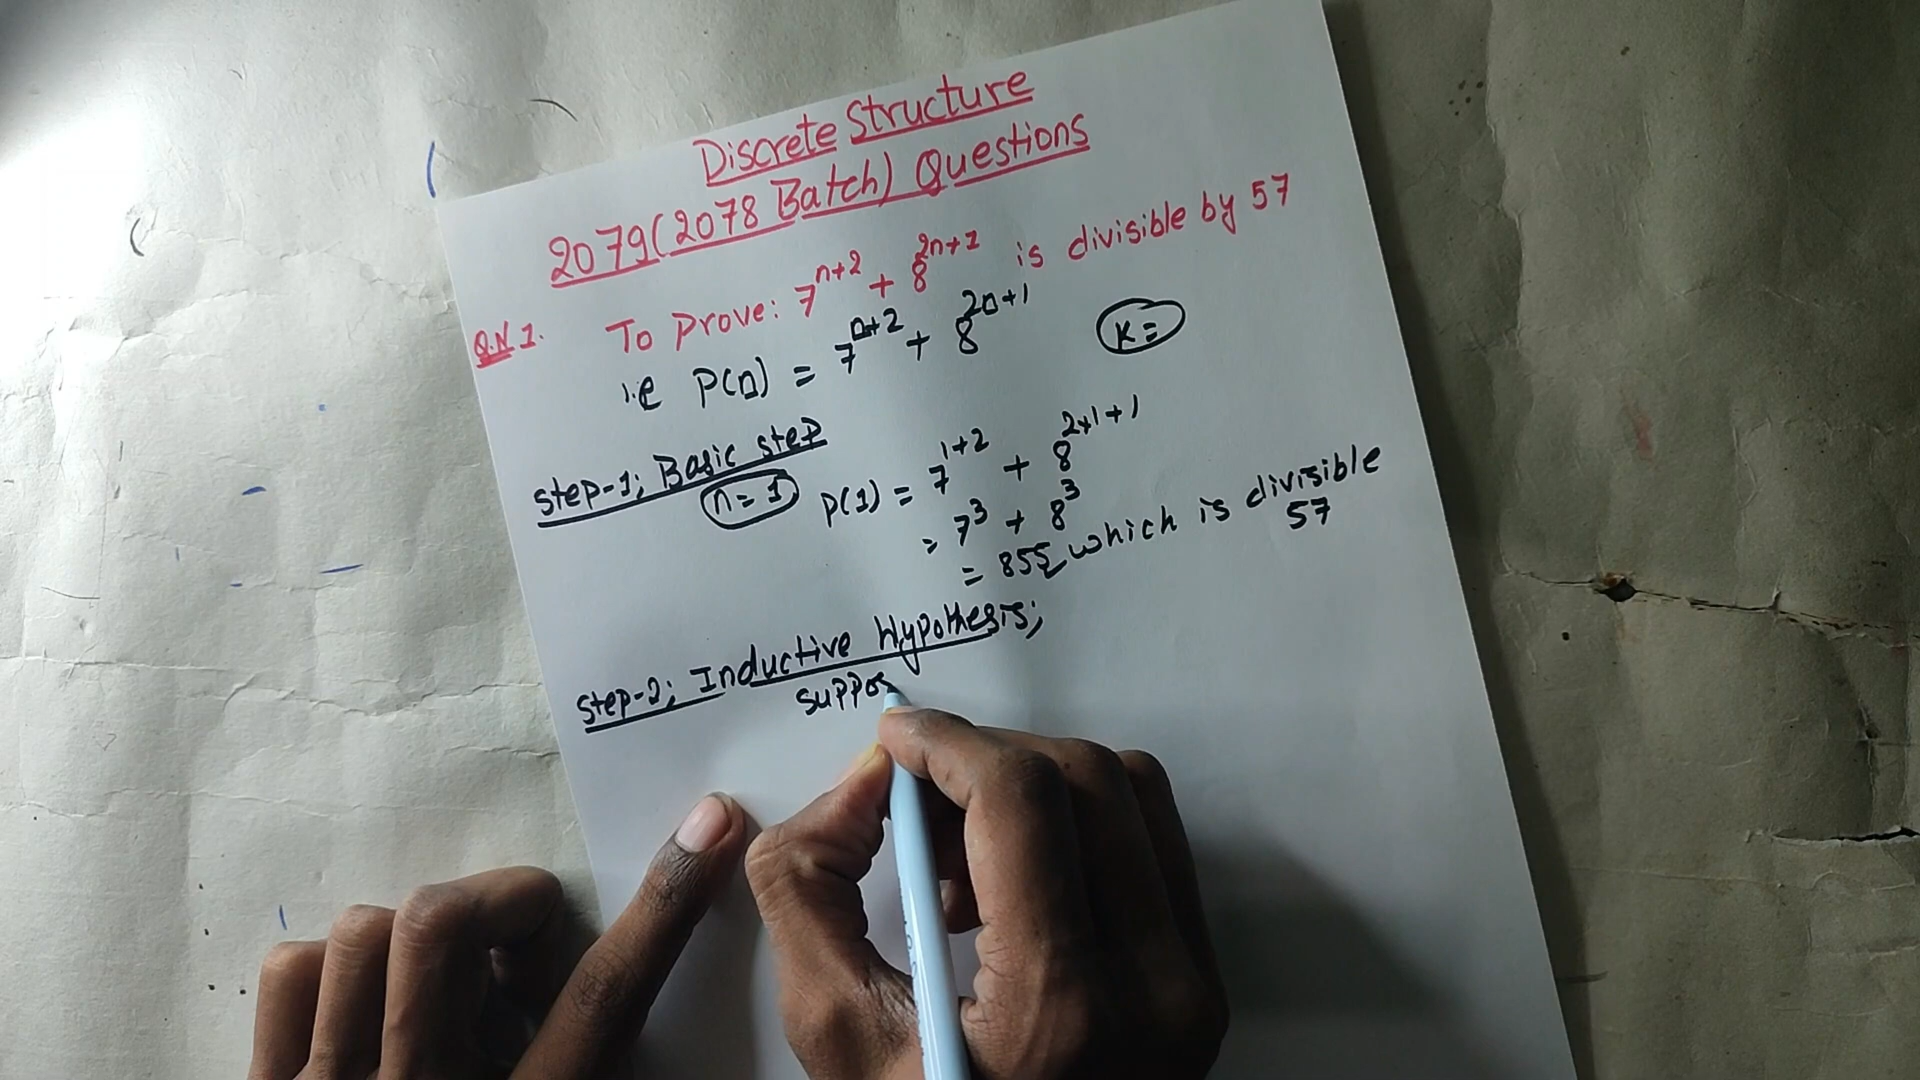 Discrete Structure
2079(2078 Batch) Questions
Q.N 1. To Prove: 7^{n+2} + 8^{2n+1} is divisible by 57
i.e P(n) = 7^{n+2} + 8^{2n+1}
K=
Step-1; Basic step
n=1 P(1) = 7^{1+2} + 8^{2×1+1}
= 7^3 + 8^3
= 855 which is divisible
57
Step-2; Inductive Hypothesis;
suppos